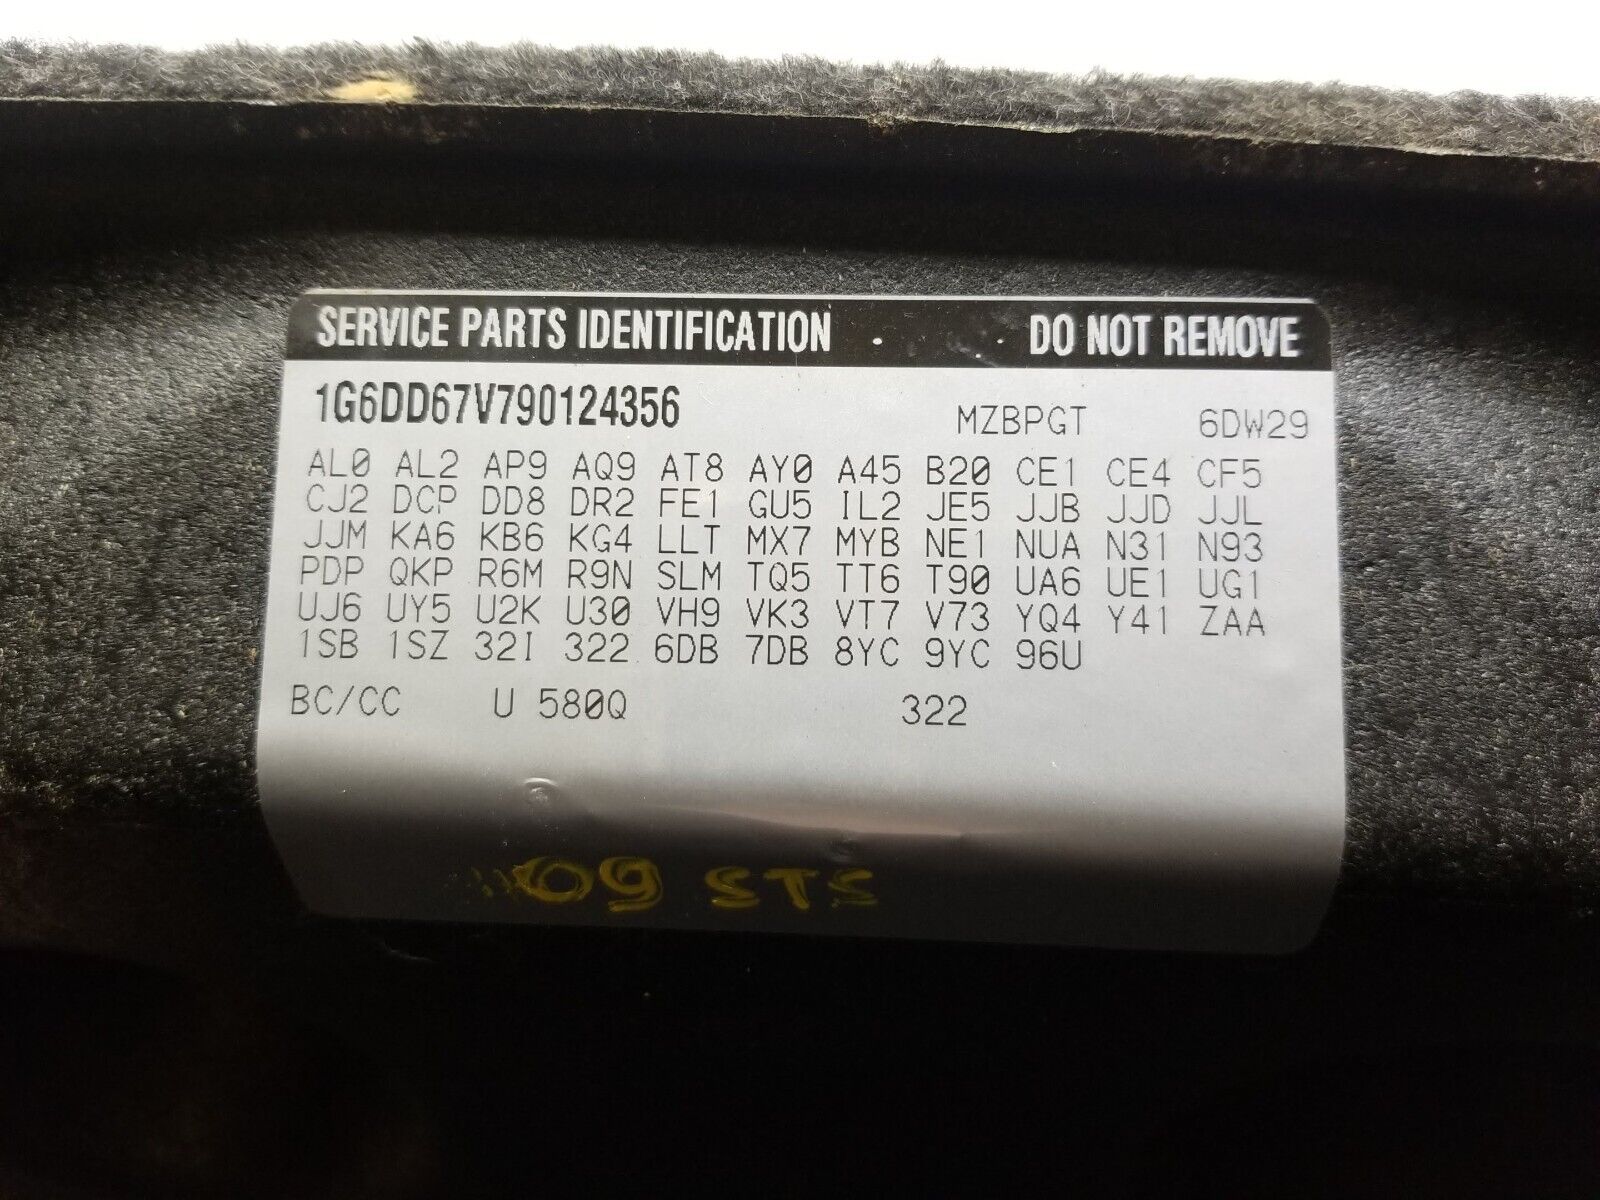 SERVICE PARTS IDENTIFICATION DO NOT REMOVE
1G6DD67V790124356 MZBPGT 6DW29
AL0 AL2 AP9 AQ9 AT8 AY0 A45 B20 CE1 CE4 CF5
CJ2 DCP DD8 DR2 FE1 GU5 IL2 JE5 JJB JJD JJL
JJM KA6 KB6 KG4 LLT MX7 MYB NE1 NUA N31 N93
PDP QKP R6M R9N SLM TQ5 TT6 T90 UA6 UE1 UG1
UJ6 UY5 U2K U30 VH9 VK3 VT7 V73 YQ4 Y41 ZAA
1SB 1SZ 32I 322 6DB 7DB 8YC 9YC 96U
BC/CC U 580Q 322
09 STS